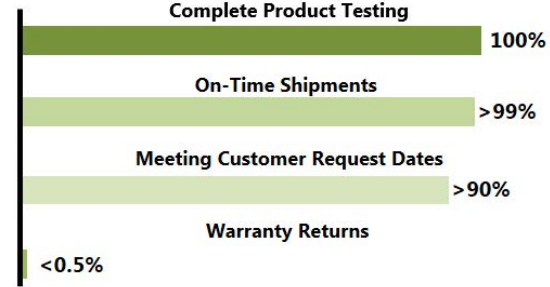 Complete Product Testing
100%
On-Time Shipments
>99%
Meeting Customer Request Dates
>90%
Warranty Returns
<0.5%